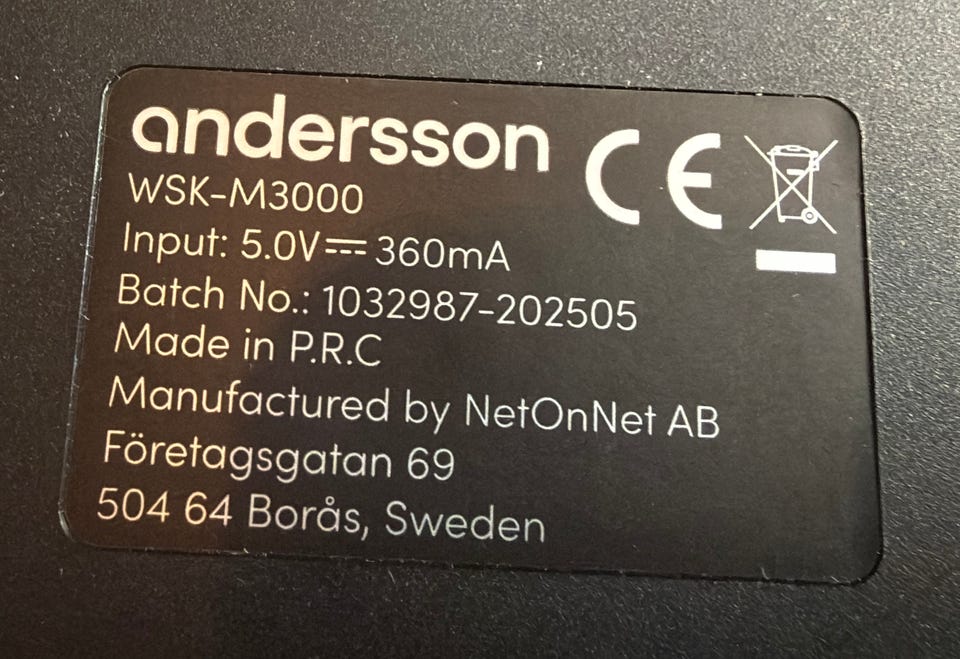 andersson
CE
WSK-M3000
Input: 5.0V⎓360mA
Batch No.: 1032987-202505
Made in P.R.C
Manufactured by NetOnNet AB
Företagsgatan 69
504 64 Borås, Sweden